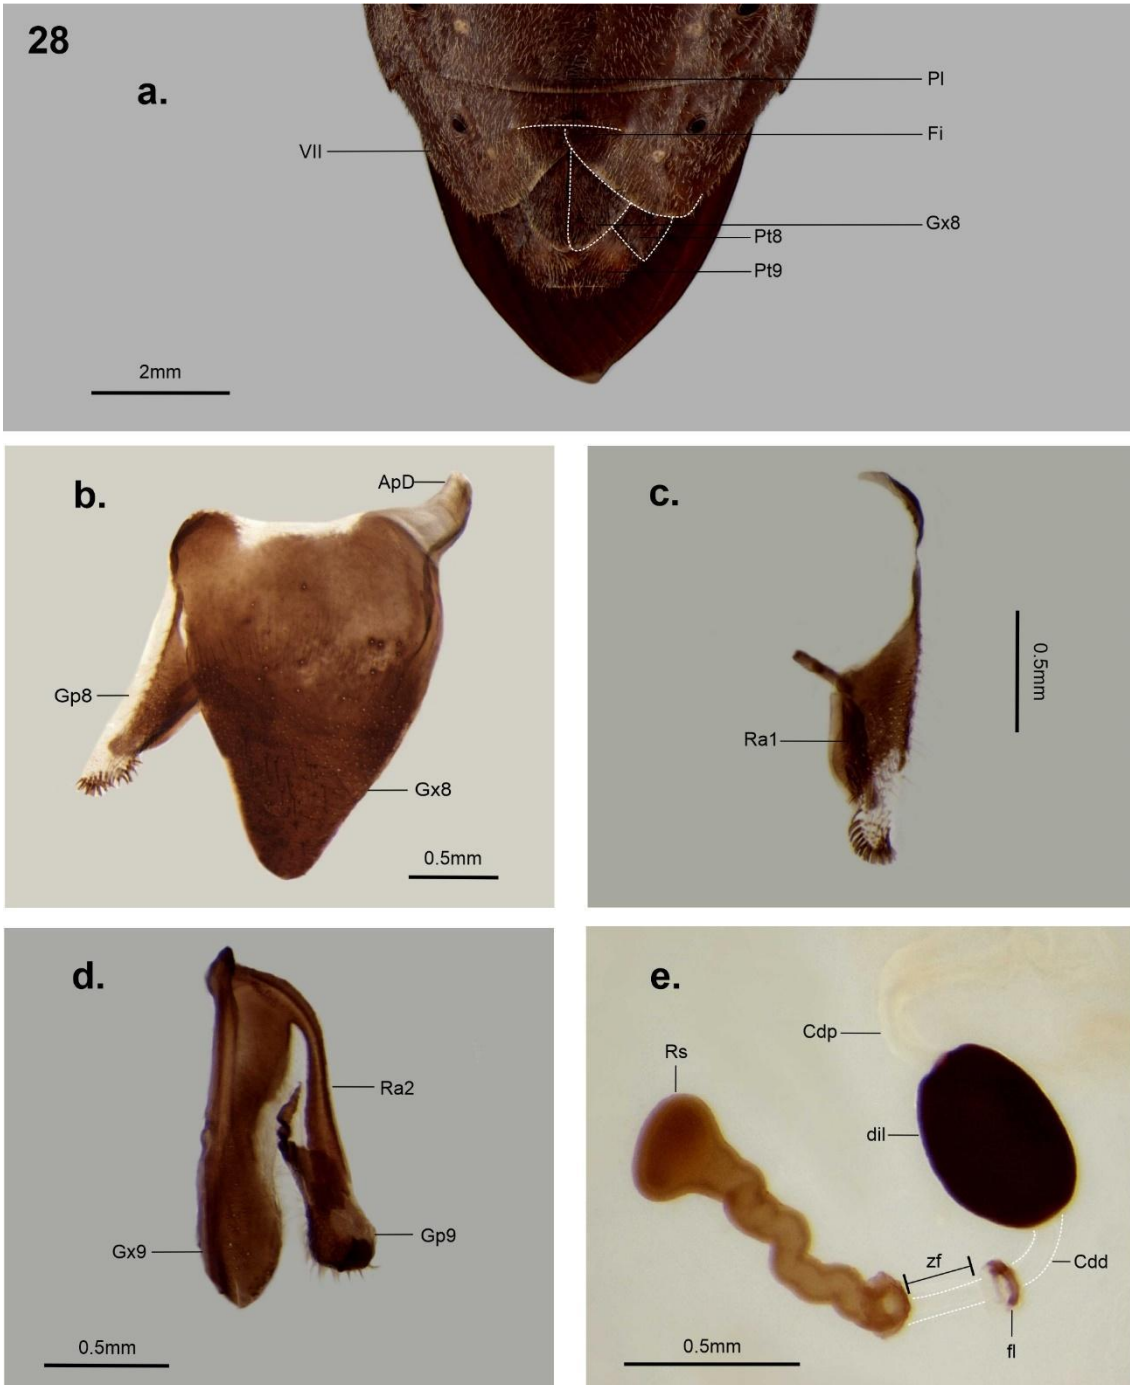 28
a.
Pl
Fi
VII
Gx8
Pt8
Pt9
2mm
b.
ApD
Gp8
Gx8
0.5mm
c.
0.5mm
Ra1
d.
Ra2
Gx9
Gp9
0.5mm
e.
Cdp
Rs
dil
zf
Cdd
fl
0.5mm